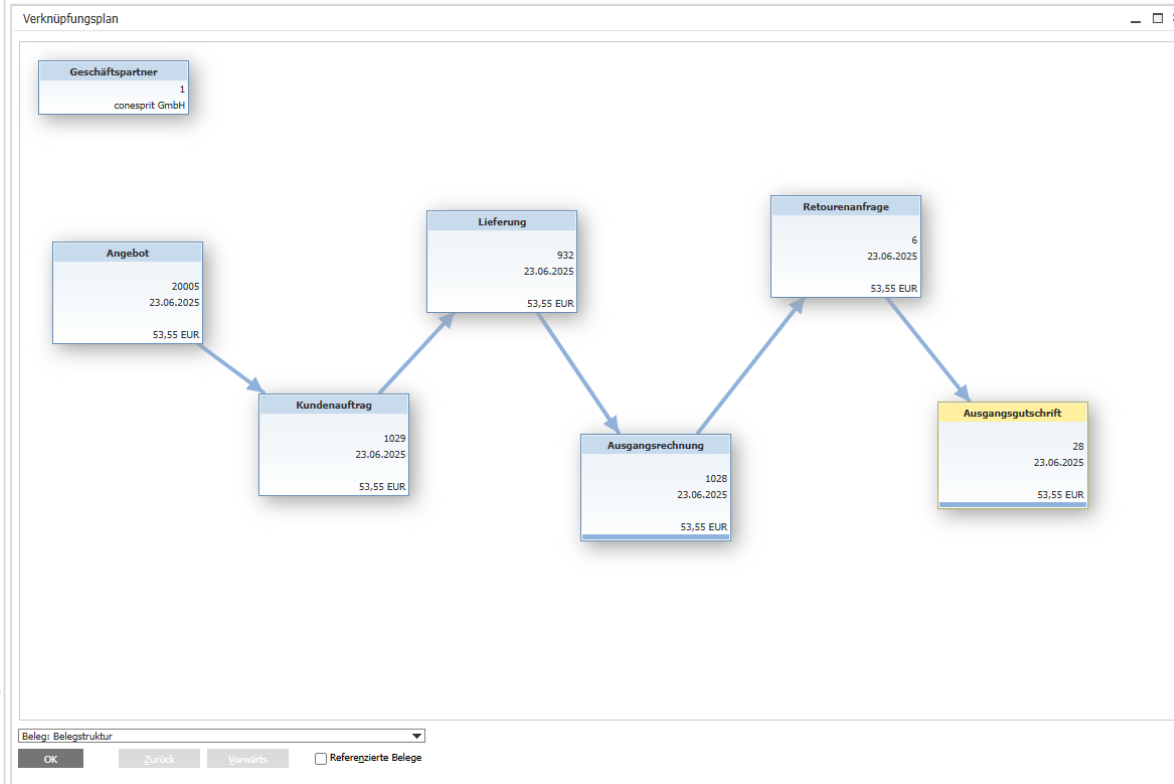 Verknüpfungsplan
Geschäftspartner
1
conesprit GmbH
Angebot
20005
23.06.2025
53,55 EUR
Kundenauftrag
1029
23.06.2025
53,55 EUR
Lieferung
932
23.06.2025
53,55 EUR
Ausgangsrechnung
1028
23.06.2025
53,55 EUR
Retourenanfrage
6
23.06.2025
53,55 EUR
Ausgangsgutschrift
28
23.06.2025
53,55 EUR
Beleg: Belegstruktur
OK
Zurück
Vorwärts
Referenzierte Belege